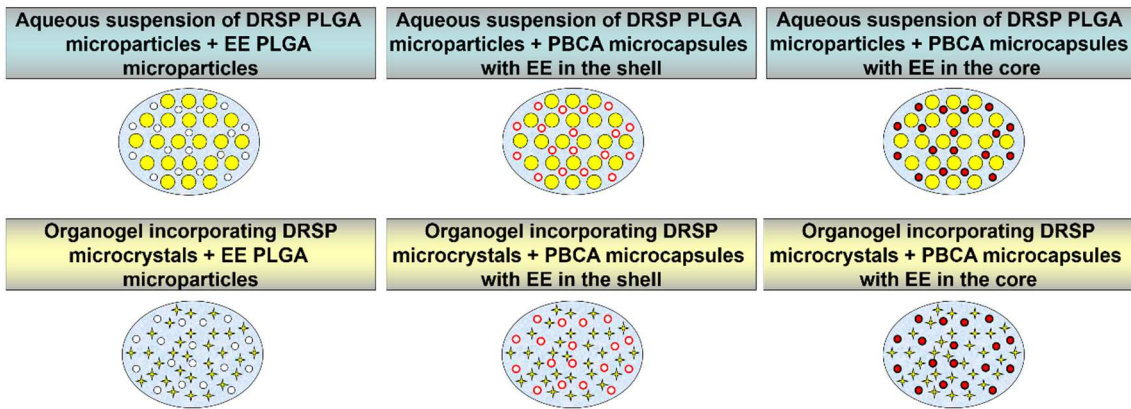 Aqueous suspension of DRSP PLGA
microparticles + EE PLGA
microparticles
Aqueous suspension of DRSP PLGA
microparticles + PBCA microcapsules
with EE in the shell
Aqueous suspension of DRSP PLGA
microparticles + PBCA microcapsules
with EE in the core
Organogel incorporating DRSP
microcrystals + EE PLGA
microparticles
Organogel incorporating DRSP
microcrystals + PBCA microcapsules
with EE in the shell
Organogel incorporating DRSP
microcrystals + PBCA microcapsules
with EE in the core